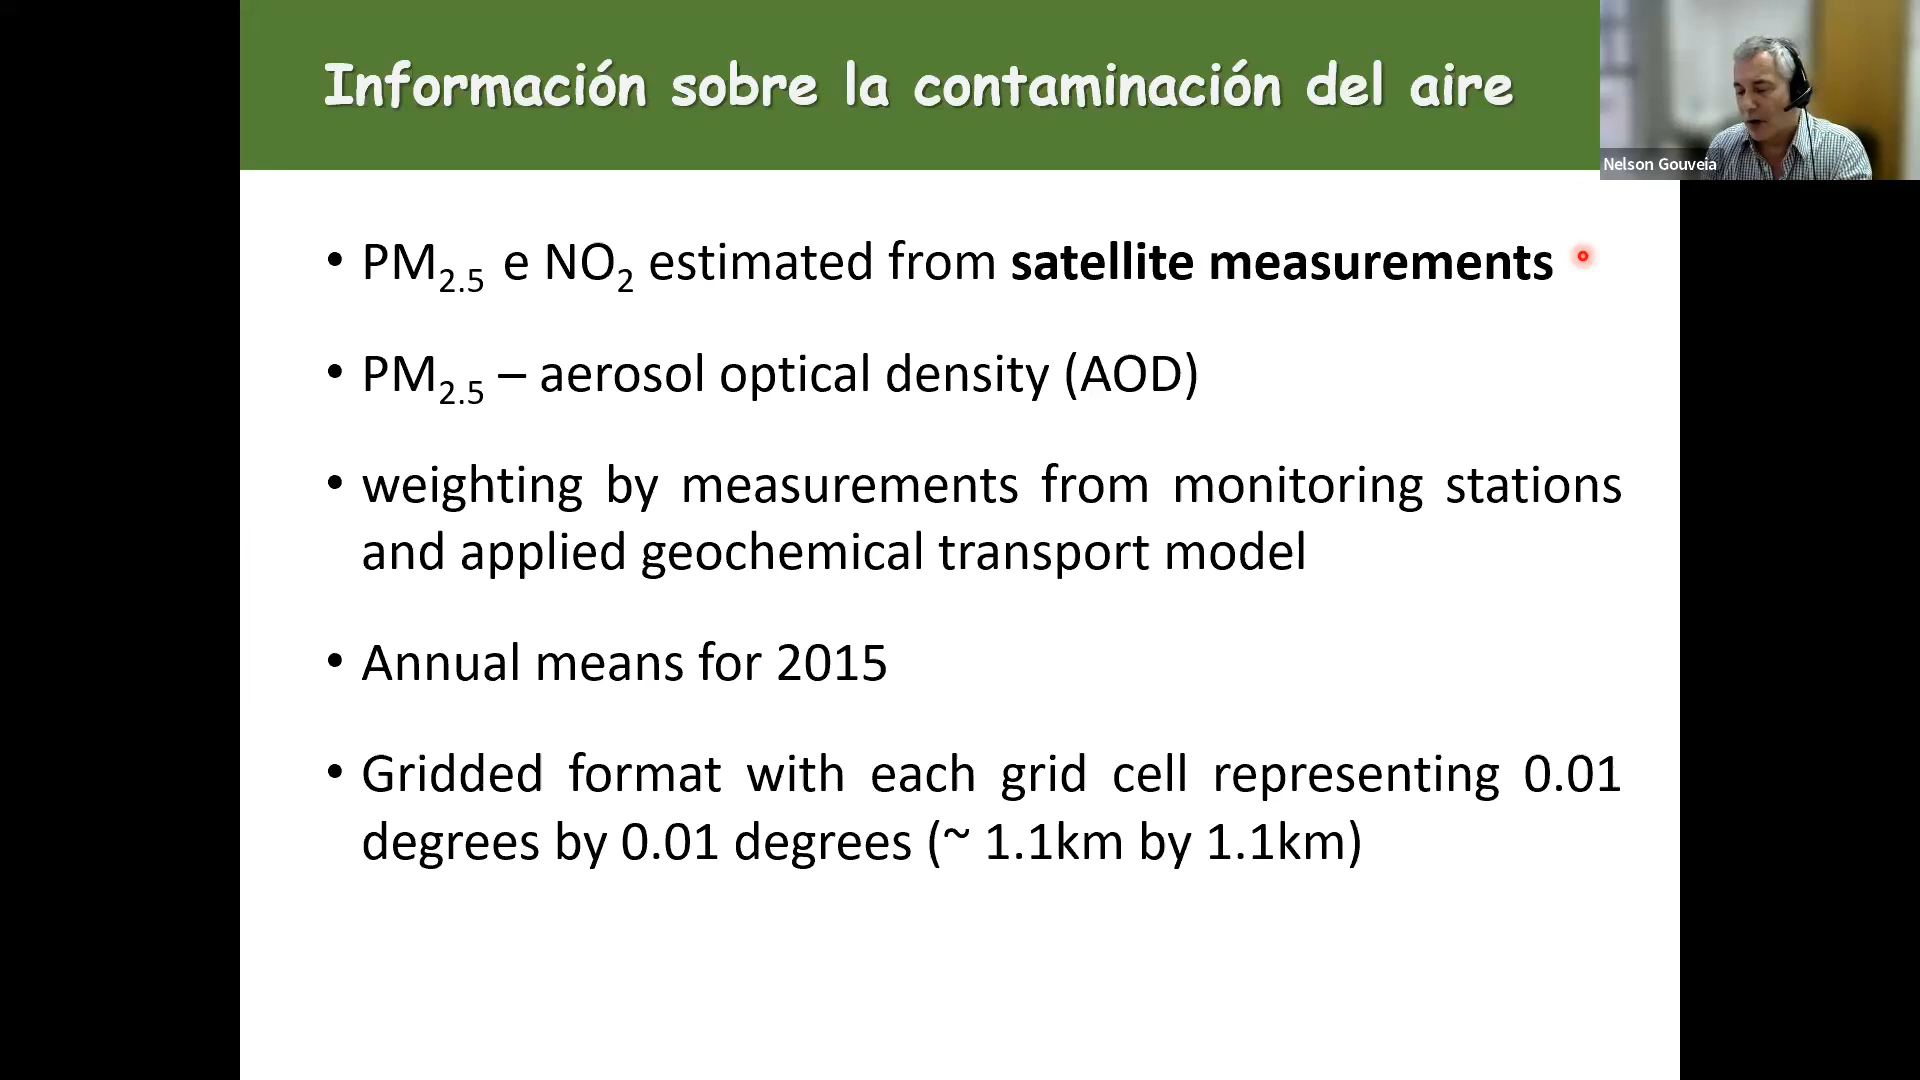 Información sobre la contaminación del aire
Nelson Gouveia
• PM2.5 e NO2 estimated from satellite measurements
• PM2.5 – aerosol optical density (AOD)
• weighting by measurements from monitoring stations
and applied geochemical transport model
• Annual means for 2015
• Gridded format with each grid cell representing 0.01
degrees by 0.01 degrees (~ 1.1km by 1.1km)